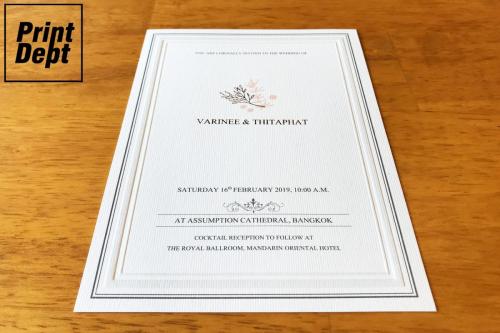 Print
Dept
YOU ARE CORDIALLY INVITED TO THE WEDDING OF
VARINEE & THITAPHAT
SATURDAY 16th FEBRUARY 2019, 10:00 A.M.
AT ASSUMPTION CATHEDRAL, BANGKOK
COCKTAIL RECEPTION TO FOLLOW AT
THE ROYAL BALLROOM, MANDARIN ORIENTAL HOTEL